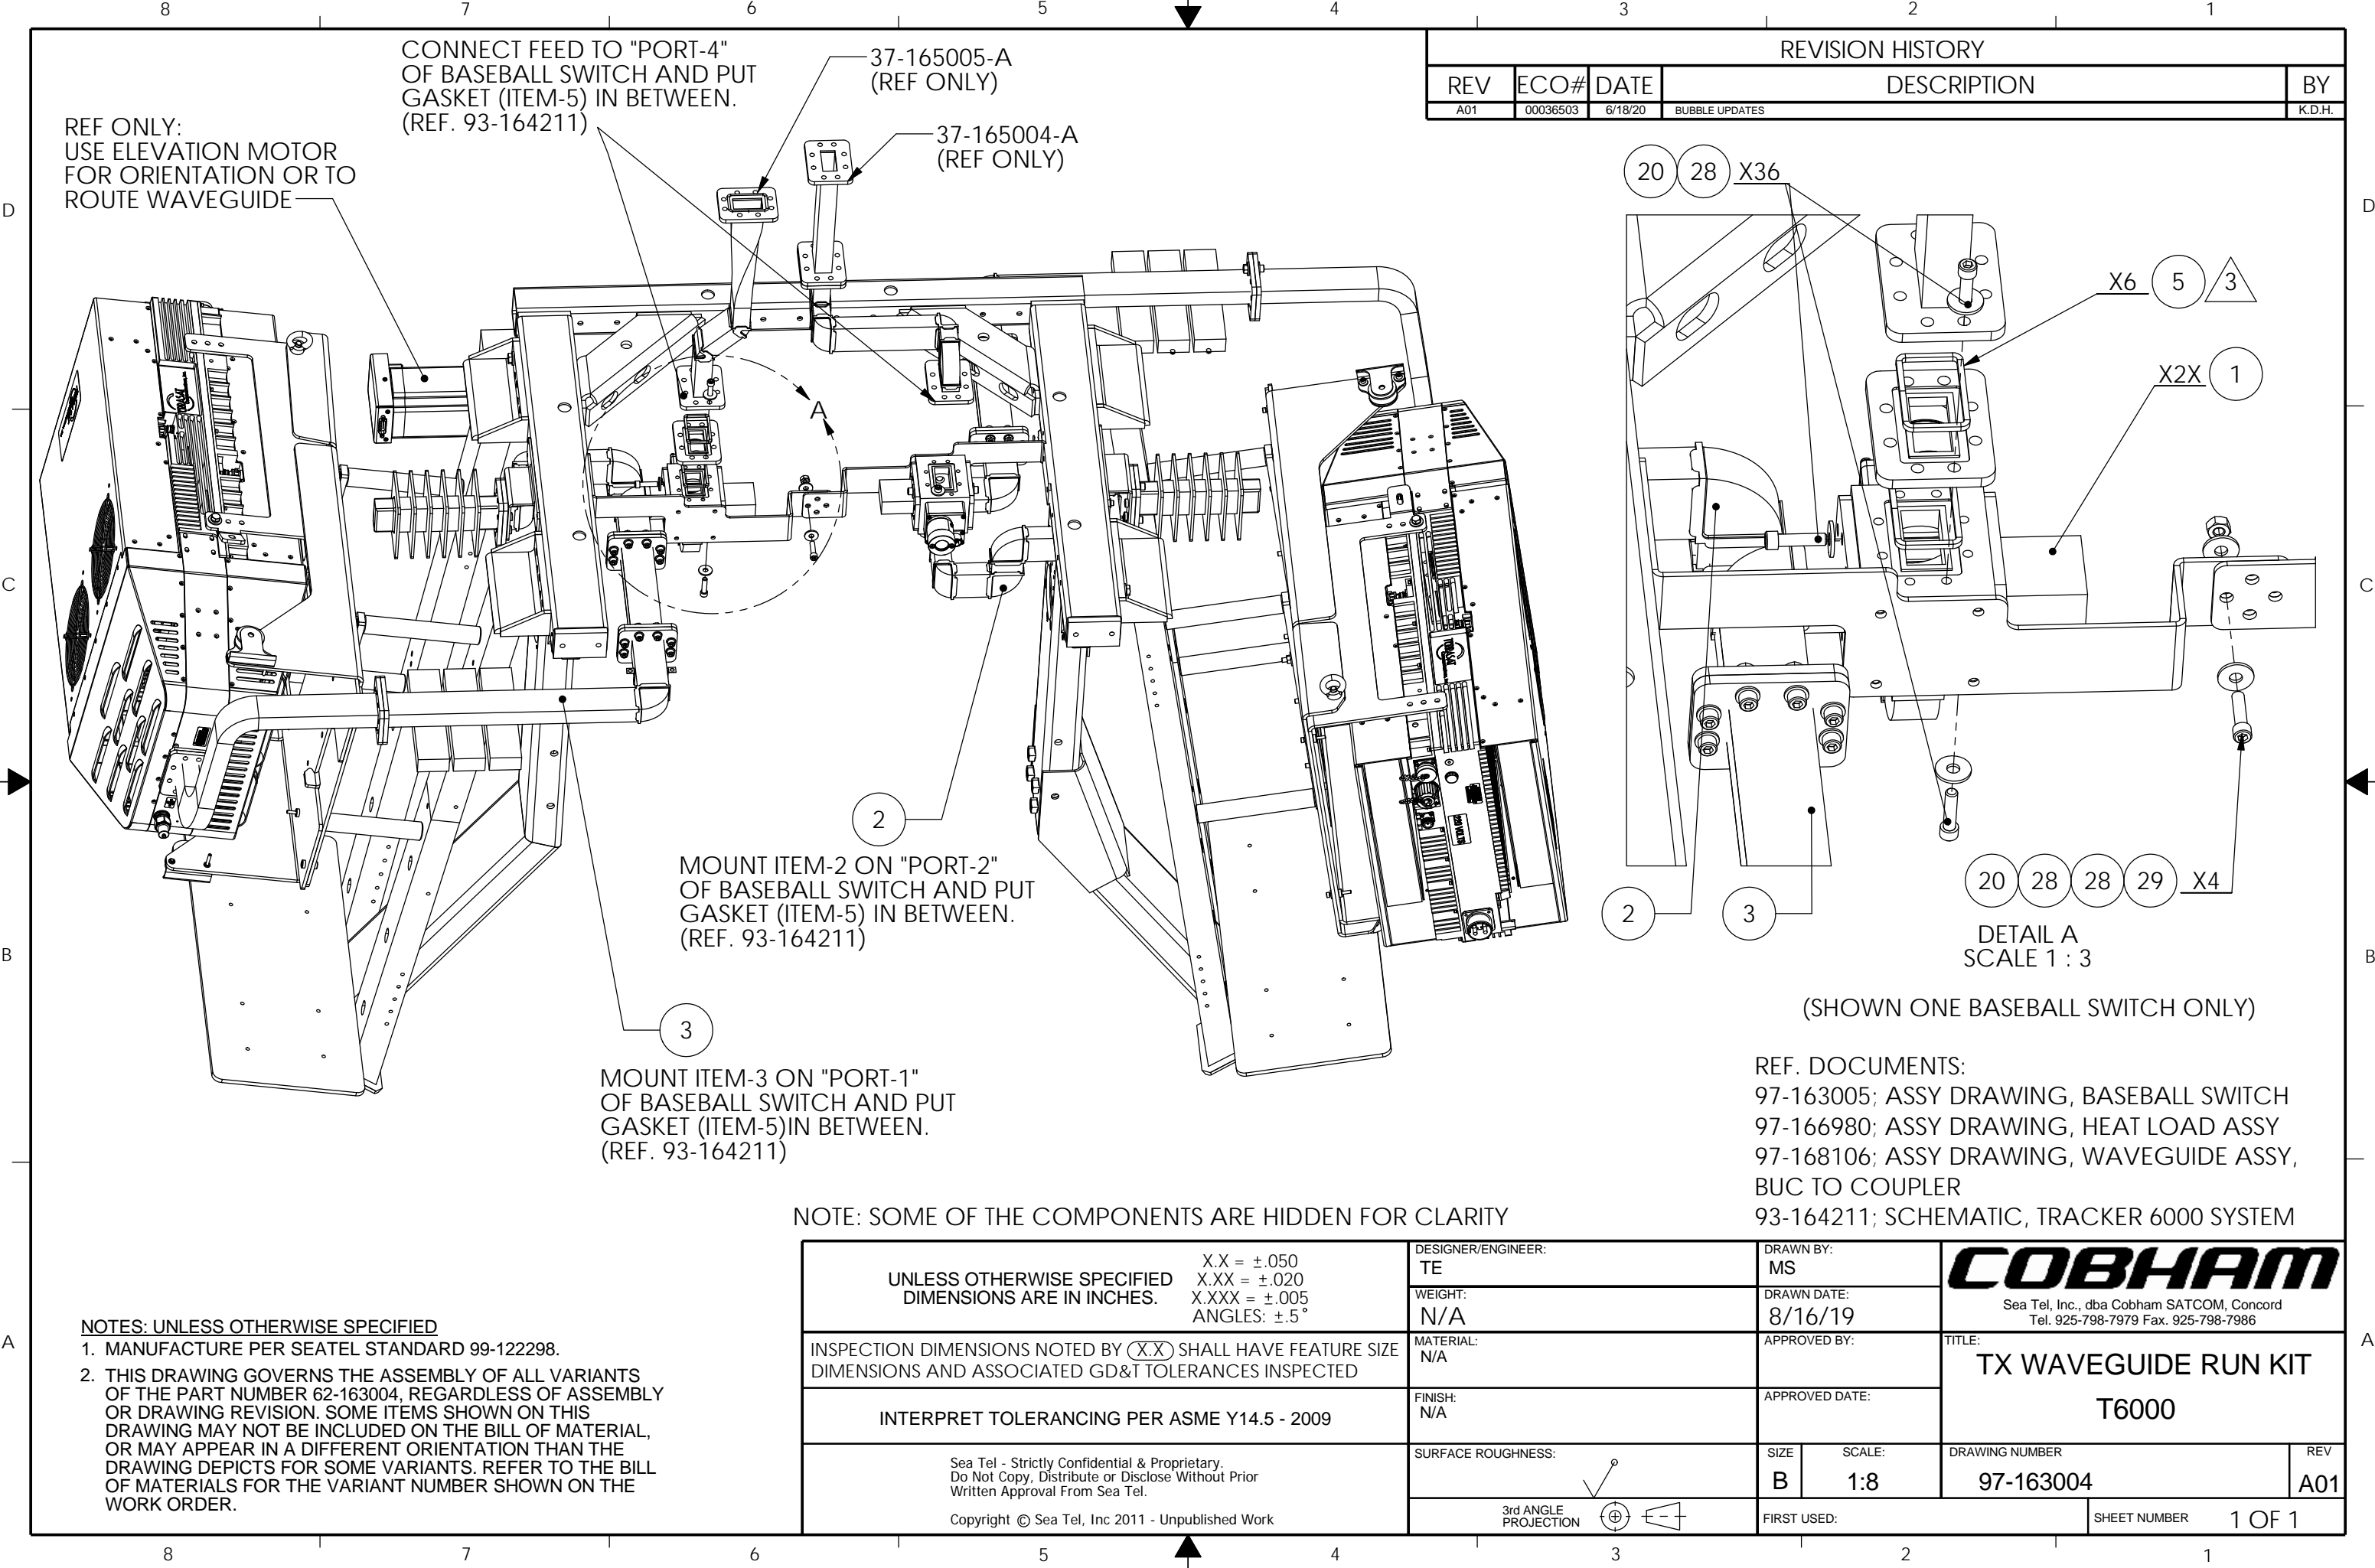 8 7 6 5 4 3 2 1
CONNECT FEED TO "PORT-4"
OF BASEBALL SWITCH AND PUT
GASKET (ITEM-5) IN BETWEEN.
(REF. 93-164211)
37-165005-A
(REF ONLY)
37-165004-A
(REF ONLY)
REF ONLY:
USE ELEVATION MOTOR
FOR ORIENTATION OR TO
ROUTE WAVEGUIDE
REVISION HISTORY
REV ECO# DATE DESCRIPTION BY
A01 00036503 6/18/20 BUBBLE UPDATES K.D.H.
D D
C C
B B
A A
A
20 28 X36
X6 5 3
X2X 1
2
MOUNT ITEM-2 ON "PORT-2"
OF BASEBALL SWITCH AND PUT
GASKET (ITEM-5) IN BETWEEN.
(REF. 93-164211)
3
MOUNT ITEM-3 ON "PORT-1"
OF BASEBALL SWITCH AND PUT
GASKET (ITEM-5)IN BETWEEN.
(REF. 93-164211)
20 28 28 29 X4
2 3
DETAIL A
SCALE 1 : 3
(SHOWN ONE BASEBALL SWITCH ONLY)
REF. DOCUMENTS:
97-163005; ASSY DRAWING, BASEBALL SWITCH
97-166980; ASSY DRAWING, HEAT LOAD ASSY
97-168106; ASSY DRAWING, WAVEGUIDE ASSY,
BUC TO COUPLER
93-164211; SCHEMATIC, TRACKER 6000 SYSTEM
NOTE: SOME OF THE COMPONENTS ARE HIDDEN FOR CLARITY
NOTES: UNLESS OTHERWISE SPECIFIED
1. MANUFACTURE PER SEATEL STANDARD 99-122298.
2. THIS DRAWING GOVERNS THE ASSEMBLY OF ALL VARIANTS
OF THE PART NUMBER 62-163004, REGARDLESS OF ASSEMBLY
OR DRAWING REVISION. SOME ITEMS SHOWN ON THIS
DRAWING MAY NOT BE INCLUDED ON THE BILL OF MATERIAL,
OR MAY APPEAR IN A DIFFERENT ORIENTATION THAN THE
DRAWING DEPICTS FOR SOME VARIANTS. REFER TO THE BILL
OF MATERIALS FOR THE VARIANT NUMBER SHOWN ON THE
WORK ORDER.
UNLESS OTHERWISE SPECIFIED
DIMENSIONS ARE IN INCHES.
X.X = ±.050
X.XX = ±.020
X.XXX = ±.005
ANGLES: ±.5°
INSPECTION DIMENSIONS NOTED BY (X.X) SHALL HAVE FEATURE SIZE
DIMENSIONS AND ASSOCIATED GD&T TOLERANCES INSPECTED
INTERPRET TOLERANCING PER ASME Y14.5 - 2009
Sea Tel - Strictly Confidential & Proprietary.
Do Not Copy, Distribute or Disclose Without Prior
Written Approval From Sea Tel.
Copyright © Sea Tel, Inc 2011 - Unpublished Work
DESIGNER/ENGINEER:
TE
WEIGHT:
N/A
MATERIAL:
N/A
FINISH:
N/A
SURFACE ROUGHNESS:
3rd ANGLE
PROJECTION
DRAWN BY:
MS
DRAWN DATE:
8/16/19
APPROVED BY:
APPROVED DATE:
COBHAM
Sea Tel, Inc., dba Cobham SATCOM, Concord
Tel. 925-798-7979 Fax. 925-798-7986
TITLE:
TX WAVEGUIDE RUN KIT
T6000
SIZE
B
SCALE:
1:8
DRAWING NUMBER
97-163004
REV
A01
FIRST USED:
SHEET NUMBER 1 OF 1
8 7 6 5 4 3 2 1